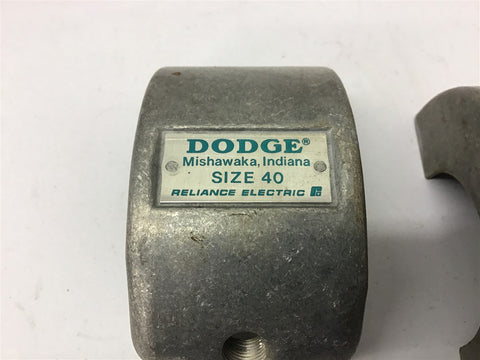 DODGE®
Mishawaka, Indiana
SIZE 40
RELIANCE ELECTRIC